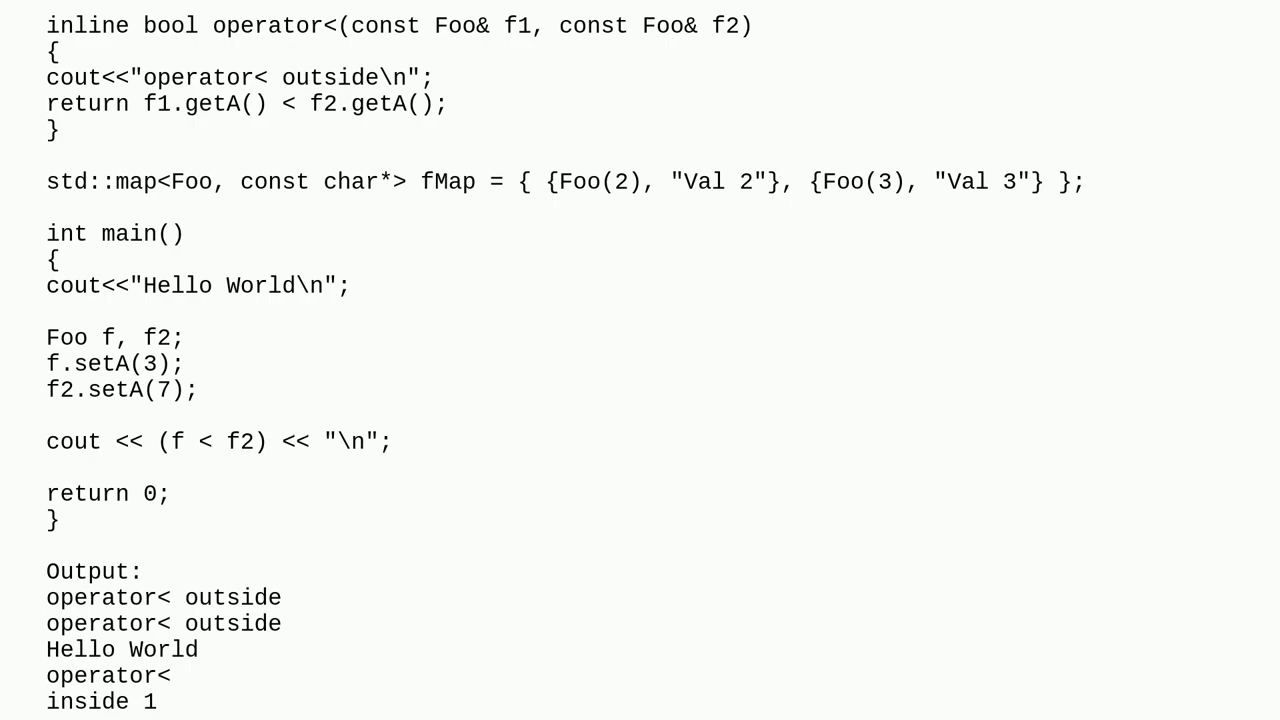 inline bool operator<(const Foo& f1, const Foo& f2)
{
cout<<"operator< outside\n";
return f1.getA() < f2.getA();
}
std::map<Foo, const char*> fMap = { {Foo(2), "Val 2"}, {Foo(3), "Val 3"} };
int main()
{
cout<<"Hello World\n";
Foo f, f2;
f.setA(3);
f2.setA(7);
cout << (f < f2) << "\n";
return 0;
}
Output:
operator< outside
operator< outside
Hello World
operator<
inside 1